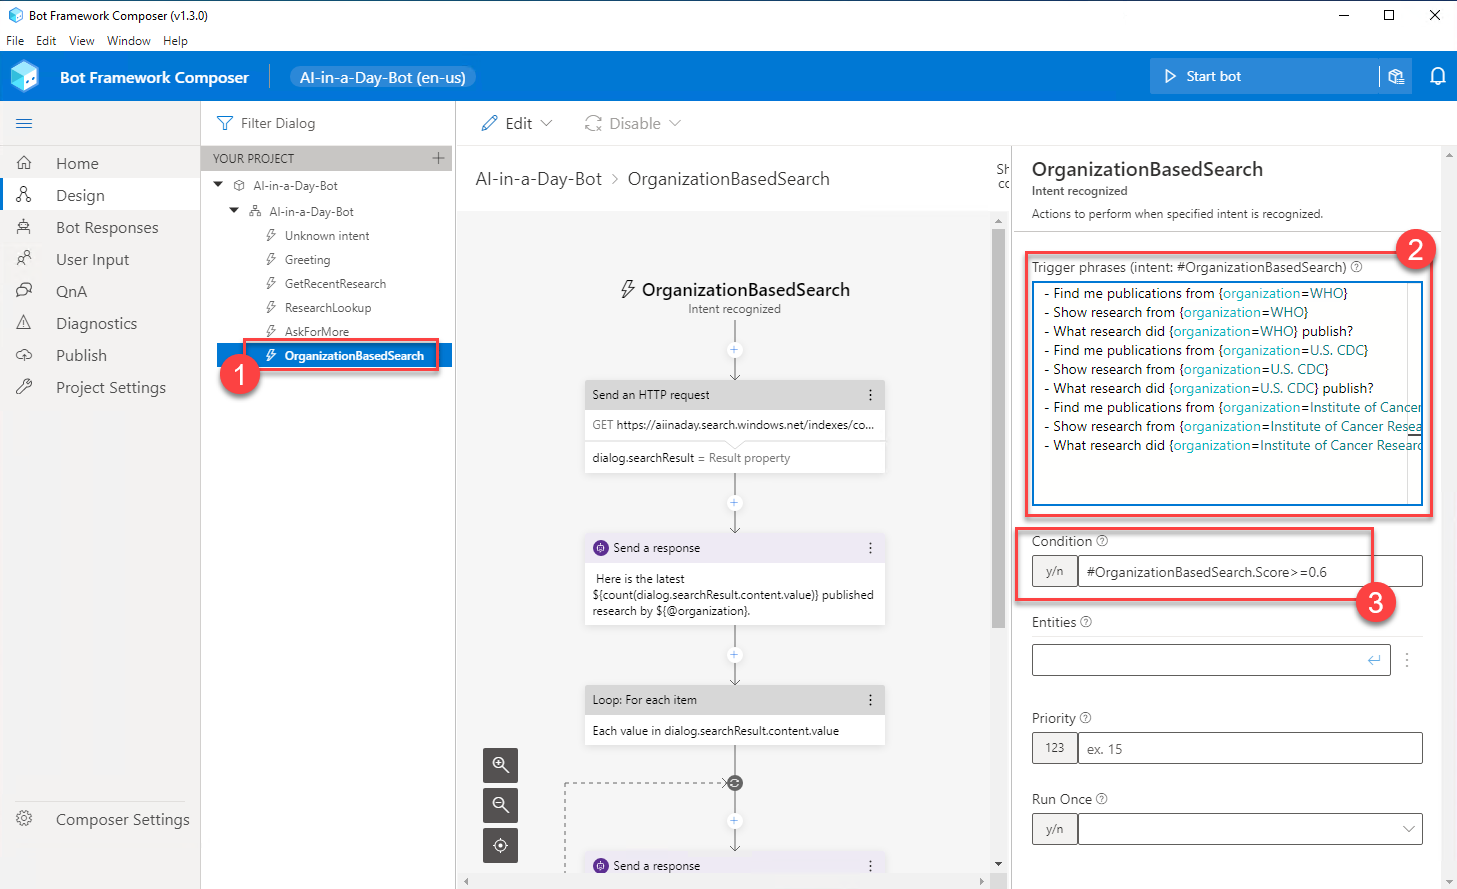 Bot Framework Composer (v1.3.0)
File Edit View Window Help
Bot Framework Composer
AI-in-a-Day-Bot (en-us)
Start bot
Home
Design
Bot Responses
User Input
QnA
Diagnostics
Publish
Project Settings
Composer Settings
Filter Dialog
YOUR PROJECT
AI-in-a-Day-Bot
AI-in-a-Day-Bot
Unknown intent
Greeting
GetRecentResearch
ResearchLookup
AskForMore
OrganizationBasedSearch
1
Edit
Disable
AI-in-a-Day-Bot > OrganizationBasedSearch
OrganizationBasedSearch
Intent recognized
Send an HTTP request
GET https://aiinaday.search.windows.net/indexes/co...
dialog.searchResult = Result property
Send a response
Here is the latest
${count(dialog.searchResult.content.value)} published
research by ${@organization}.
Loop: For each item
Each value in dialog.searchResult.content.value
Send a response
OrganizationBasedSearch
Intent recognized
Actions to perform when specified intent is recognized.
2
Trigger phrases (intent: #OrganizationBasedSearch)
- Find me publications from {organization=WHO}
- Show research from {organization=WHO}
- What research did {organization=WHO} publish?
- Find me publications from {organization=U.S. CDC}
- Show research from {organization=U.S. CDC}
- What research did {organization=U.S. CDC} publish?
- Find me publications from {organization=Institute of Cancer
- Show research from {organization=Institute of Cancer Resea
- What research did {organization=Institute of Cancer Researc
Condition
y/n #OrganizationBasedSearch.Score>=0.6
3
Entities
Priority
123 ex. 15
Run Once
y/n